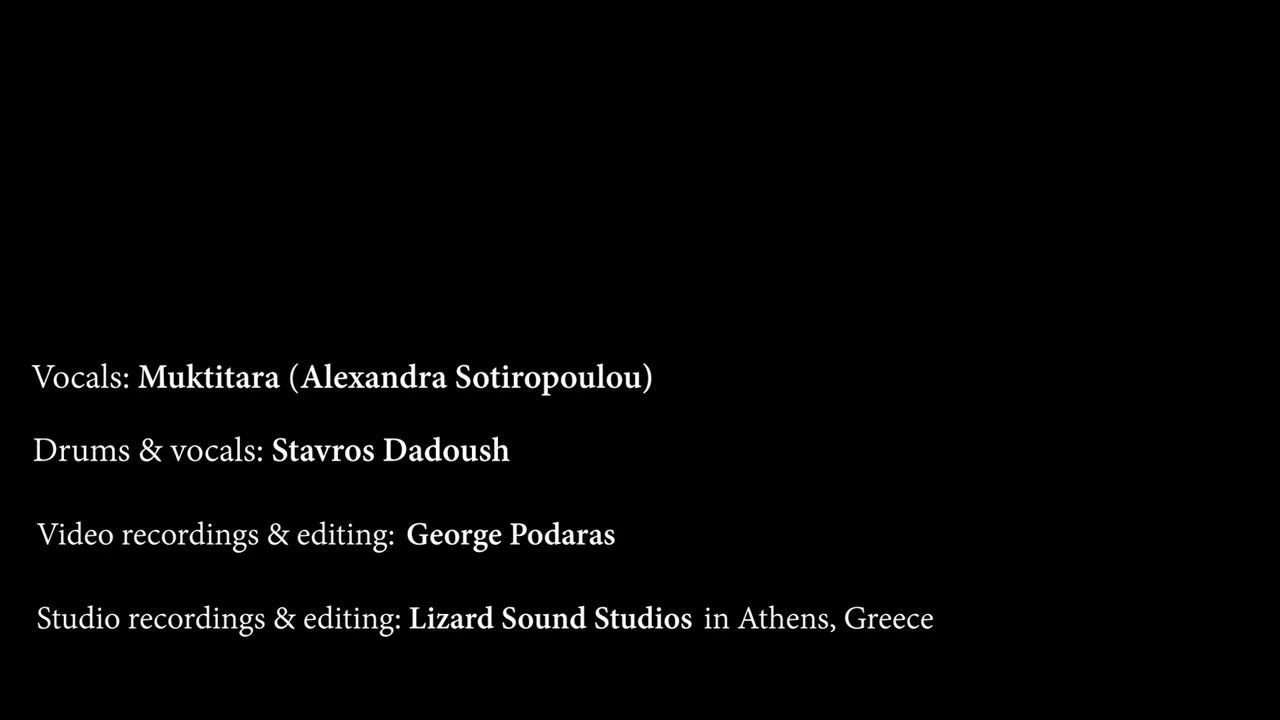 Vocals: Muktitara (Alexandra Sotiropoulou)
Drums & vocals: Stavros Dadoush
Video recordings & editing: George Podaras
Studio recordings & editing: Lizard Sound Studios in Athens, Greece